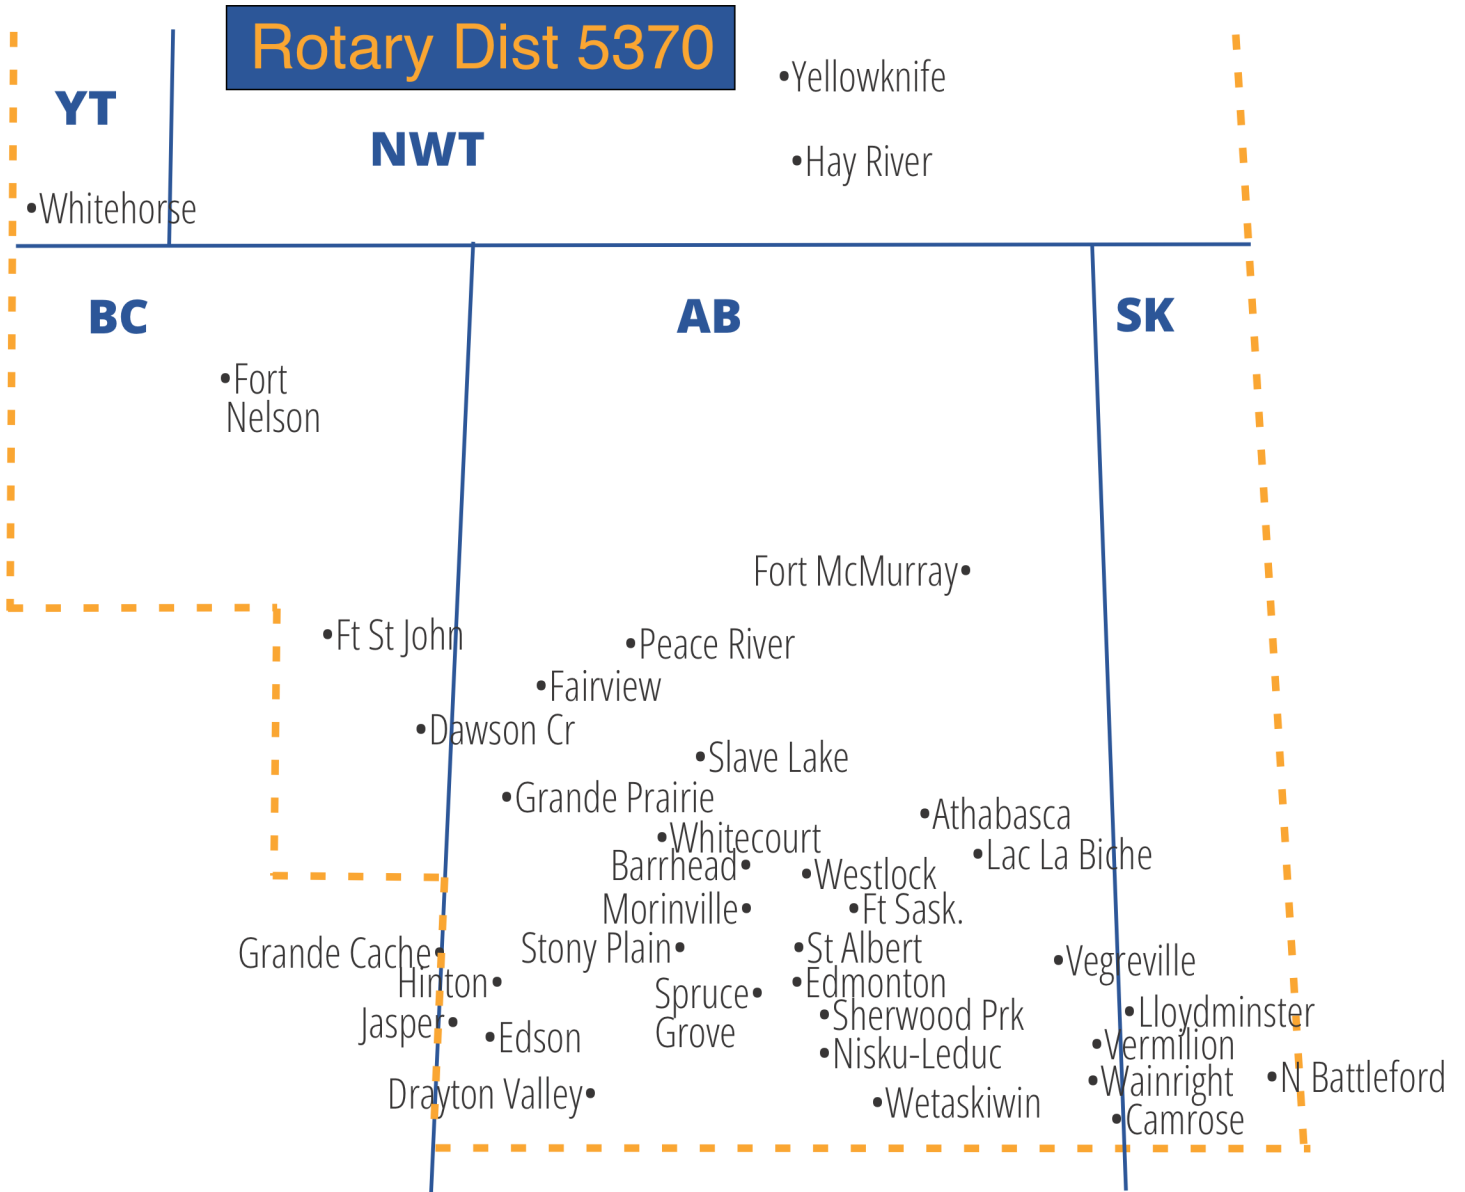 Rotary Dist 5370
Yellowknife
YT
NWT
Hay River
Whitehorse
BC
AB
SK
Fort
Nelson
Fort McMurray
Ft St John
Peace River
Fairview
Dawson Cr
Slave Lake
Grande Prairie
Athabasca
Whitecourt
Barrhead
Lac La Biche
Westlock
Morinville
Ft Sask.
Grande Cache
Stony Plain
St Albert
Vegreville
Hinton
Edmonton
Spruce
Grove
Lloydminster
Sherwood Prk
Jasper
Edson
Vermilion
Nisku-Leduc
Wainright
N Battleford
Drayton Valley
Wetaskiwin
Camrose